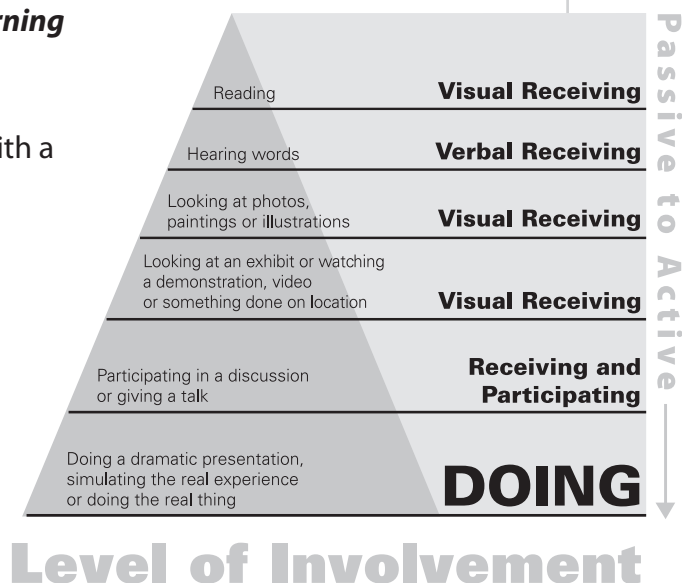 rning
ith a
Reading
Visual Receiving
Hearing words
Verbal Receiving
Looking at photos,
paintings or illustrations
Visual Receiving
Looking at an exhibit or watching
a demonstration, video
or something done on location
Visual Receiving
Participating in a discussion
or giving a talk
Receiving and
Participating
Doing a dramatic presentation,
simulating the real experience
or doing the real thing
DOING
Passive to Active
Level of Involvement